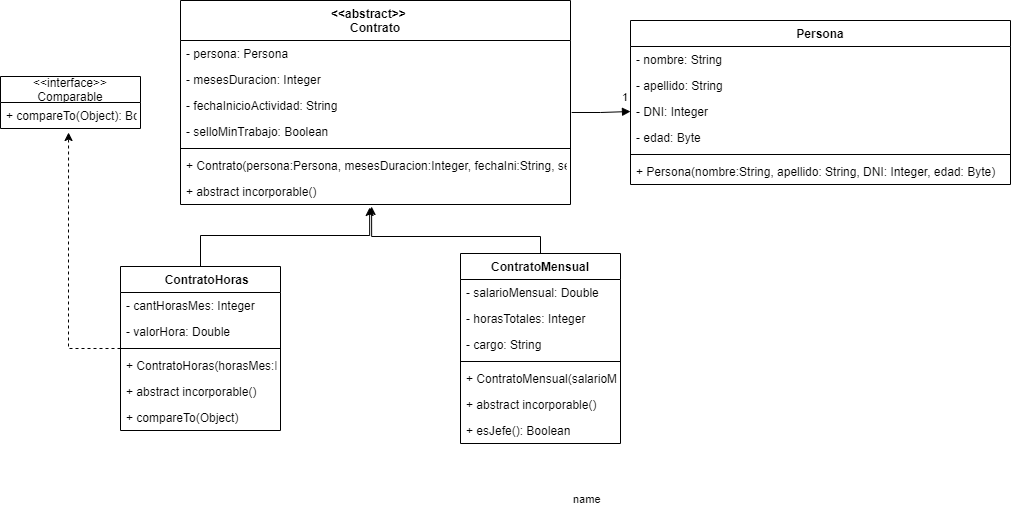 <<abstract>>
Contrato
- persona: Persona
- mesesDuracion: Integer
- fechaInicioActividad: String
- selloMinTrabajo: Boolean
+ Contrato(persona:Persona, mesesDuracion:Integer, fechaIni:String, se
+ abstract incorporable()
Persona
- nombre: String
- apellido: String
- DNI: Integer
- edad: Byte
+ Persona(nombre:String, apellido: String, DNI: Integer, edad: Byte)
1
<<interface>>
Comparable
+ compareTo(Object): Bo
ContratoHoras
- cantHorasMes: Integer
- valorHora: Double
+ ContratoHoras(horasMes:I
+ abstract incorporable()
+ compareTo(Object)
ContratoMensual
- salarioMensual: Double
- horasTotales: Integer
- cargo: String
+ ContratoMensual(salarioM
+ abstract incorporable()
+ esJefe(): Boolean
name